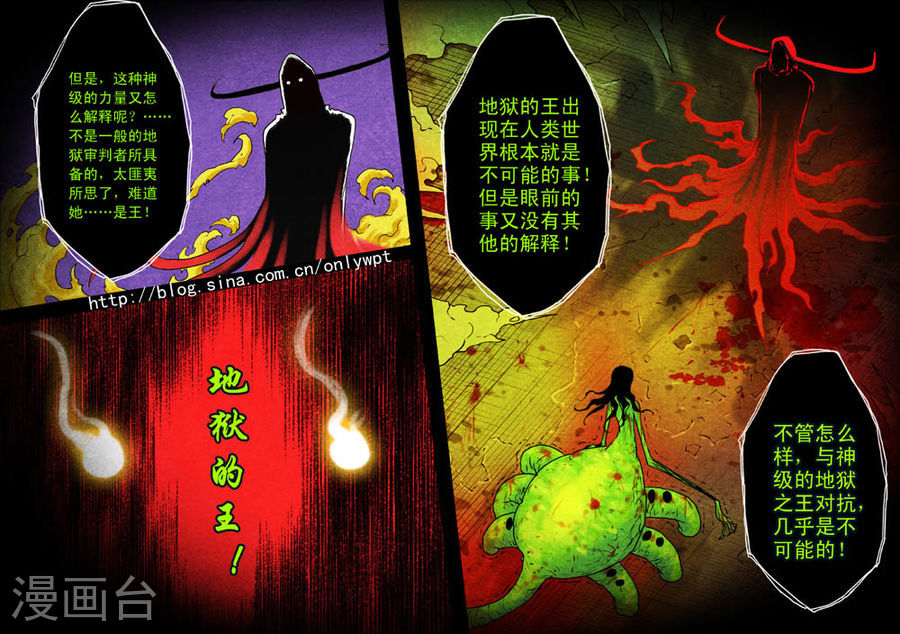 但是，这种神
级的力量又怎
么解释呢？……
不是一般的地
狱审判者所具
备的，太匪夷
所思了，难道
她……是王！
http://blog.sina.com.cn/onlywpt
地狱的王！
地狱的王出
现在人类世
界根本就是
不可能的事！
但是眼前的
事又没有其
他的解释！
不管怎么
样，与神
级的地狱
之王对抗，
几乎是不
可能的！
漫画台